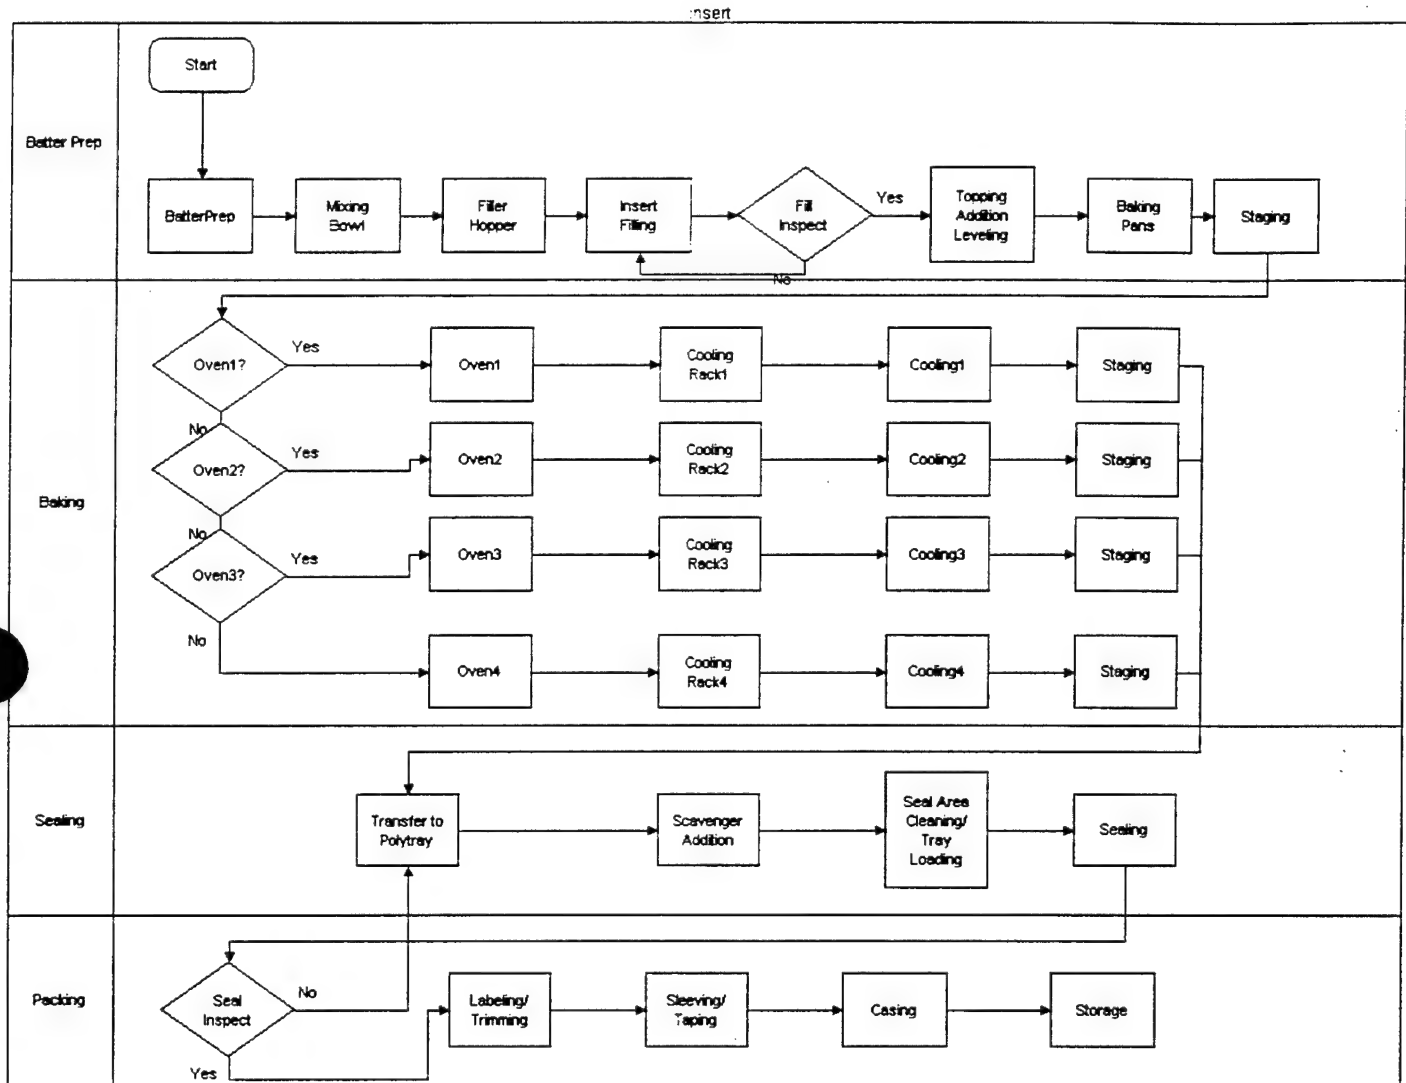 insert
Start
Batter Prep
BatterPrep
Mixing
Bowl
Filler
Hopper
Insert
Filling
Fill
Inspect
Yes
No
Topping
Addition
Leveling
Baking
Pans
Staging
Baking
Oven1?
Yes
No
Oven1
Cooling
Rack1
Cooling1
Staging
Oven2?
Yes
No
Oven2
Cooling
Rack2
Cooling2
Staging
Oven3?
Yes
No
Oven3
Cooling
Rack3
Cooling3
Staging
Oven4
Cooling
Rack4
Cooling4
Staging
Sealing
Transfer to
Polytray
Scavenger
Addition
Seal Area
Cleaning/
Tray
Loading
Sealing
Packing
Seal
Inspect
No
Yes
Labeling/
Trimming
Sleeving/
Taping
Casing
Storage